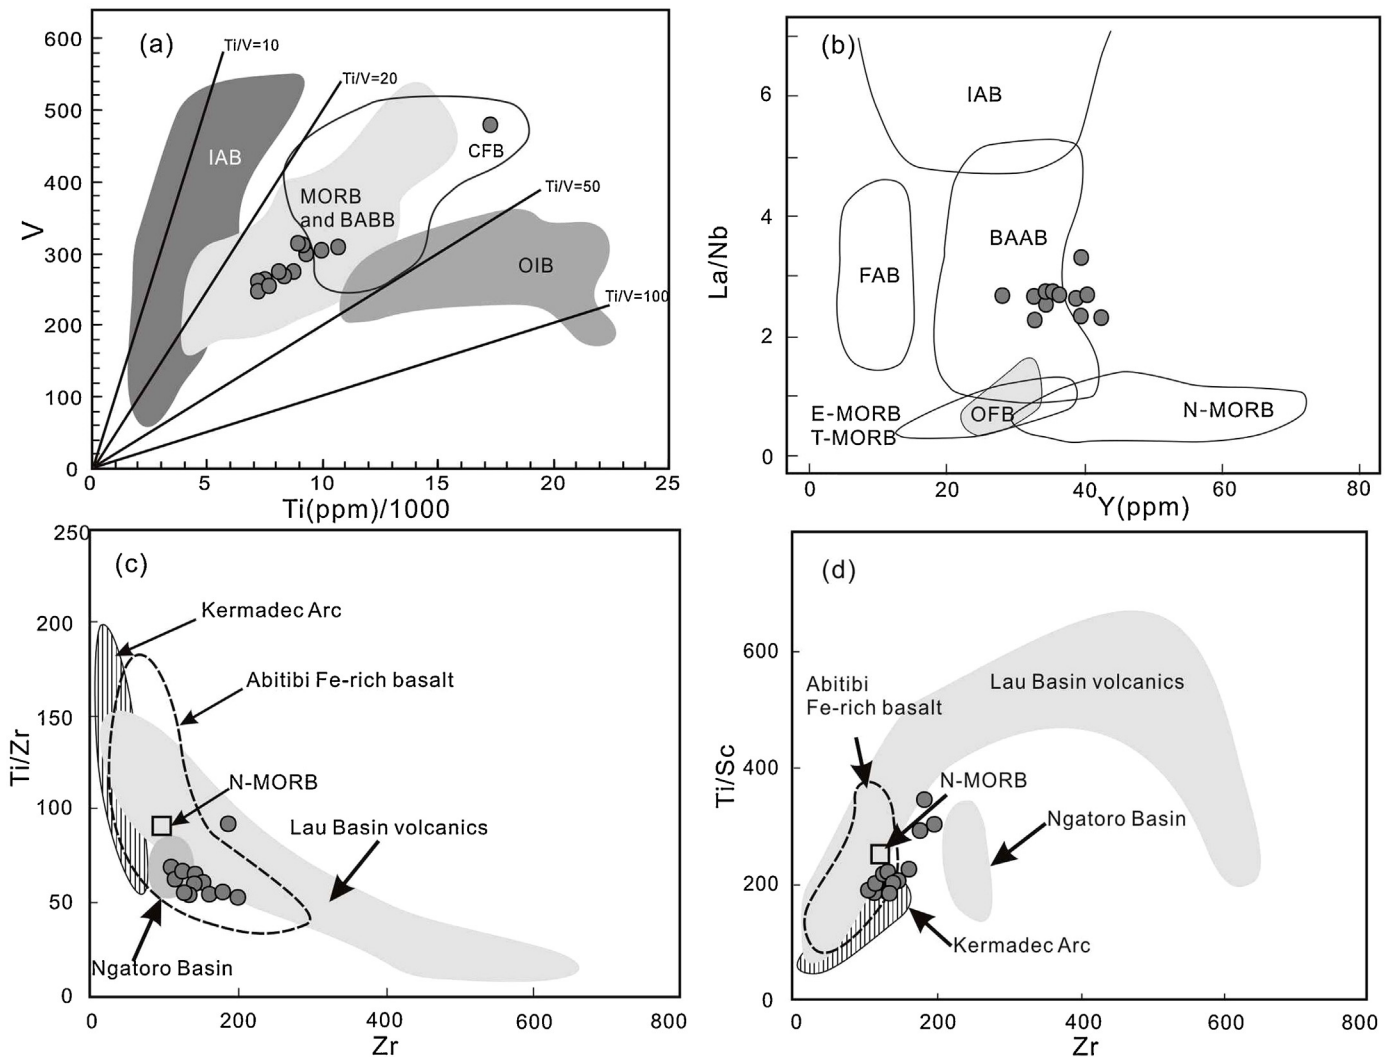 (a)
600
500
400
300
200
100
0
V
Ti/V=10
Ti/V=20
Ti/V=50
Ti/V=100
IAB
MORB
and BABB
CFB
OIB
0
5
10
15
20
25
Ti(ppm)/1000
(b)
6
4
2
0
La/Nb
IAB
BAAB
FAB
OFB
E-MORB
T-MORB
N-MORB
0
20
40
60
80
Y(ppm)
(c)
250
200
150
100
50
0
Ti/Zr
Kermadec Arc
Abitibi Fe-rich basalt
N-MORB
Lau Basin volcanics
Ngatoro Basin
0
200
400
600
800
Zr
(d)
600
400
200
0
Ti/Sc
Lau Basin volcanics
Abitibi
Fe-rich basalt
N-MORB
Ngatoro Basin
Kermadec Arc
0
200
400
600
800
Zr